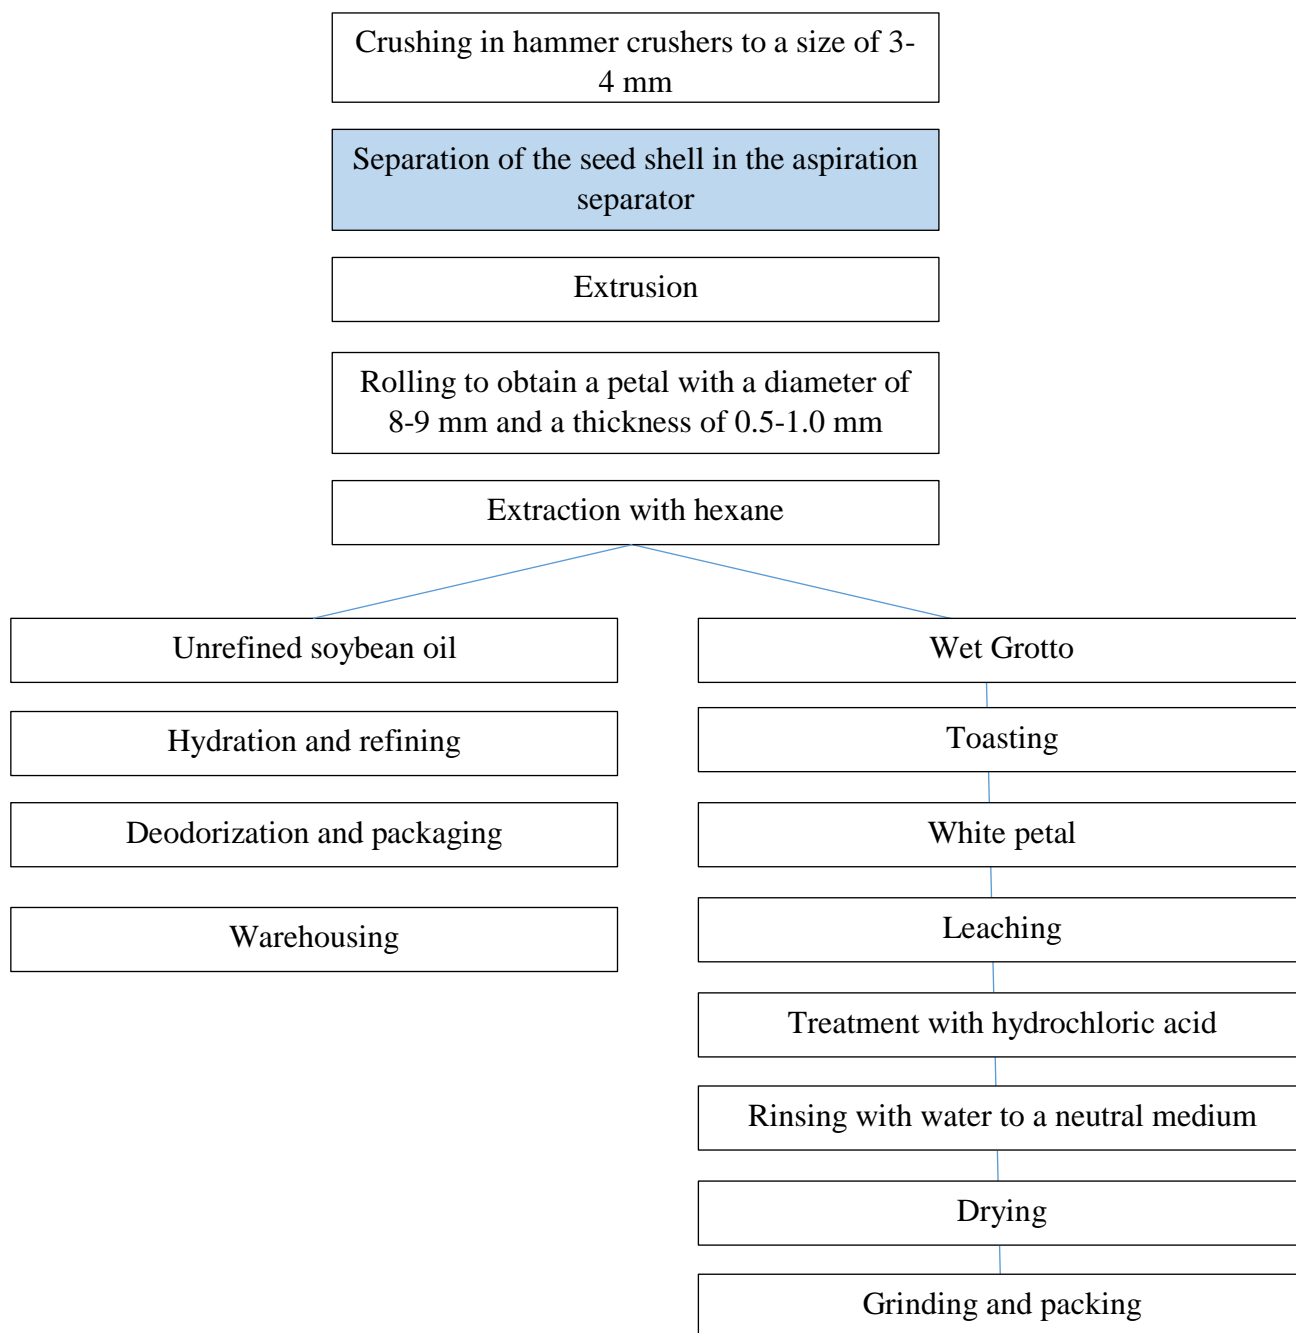 Crushing in hammer crushers to a size of 3-
4 mm
Separation of the seed shell in the aspiration
separator
Extrusion
Rolling to obtain a petal with a diameter of
8-9 mm and a thickness of 0.5-1.0 mm
Extraction with hexane
Unrefined soybean oil
Hydration and refining
Deodorization and packaging
Warehousing
Wet Grotto
Toasting
White petal
Leaching
Treatment with hydrochloric acid
Rinsing with water to a neutral medium
Drying
Grinding and packing